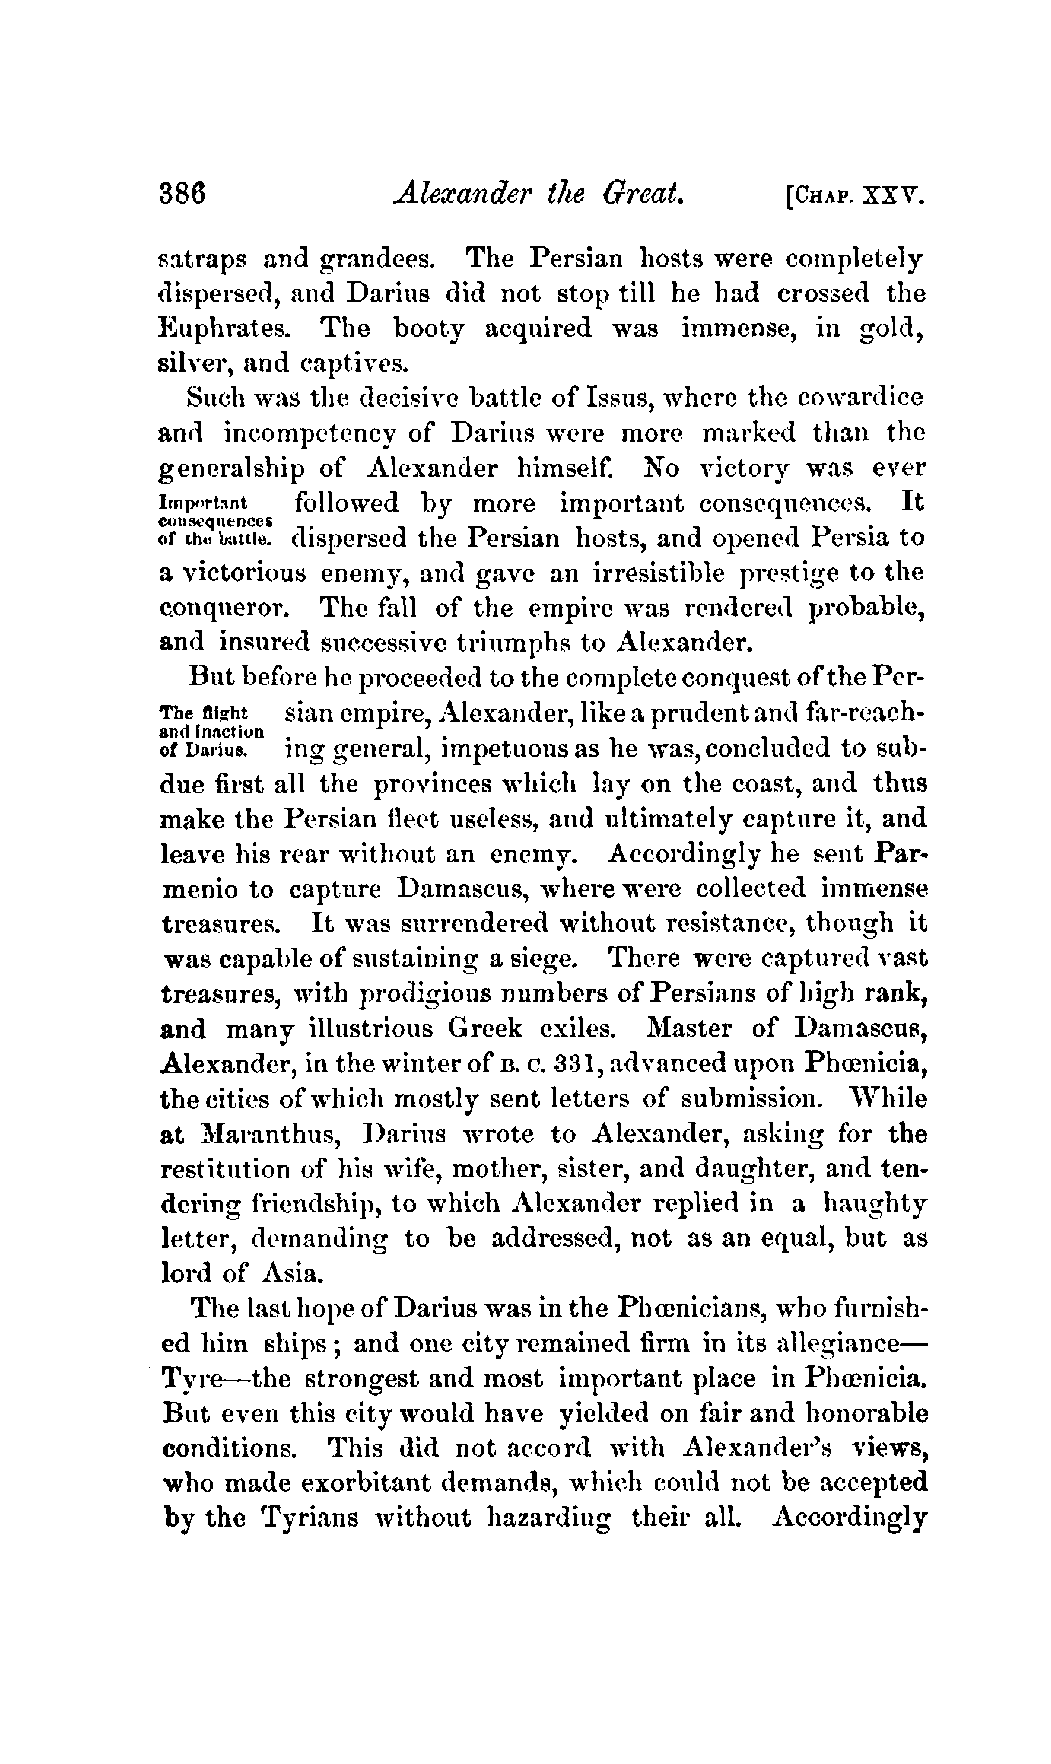 386 Alexander the Great. [CHAP. XXV.
satraps and grandees. The Persian hosts were completely
dispersed, and Darius did not stop till he had crossed the
Euphrates. The booty acquired was immense, in gold,
silver, and captives.
Such was the decisive battle of Issus, where the cowardice
and incompetency of Darius were more marked than the
generalship of Alexander himself. No victory was ever
Important
consequences
of the battle.
followed by more important consequences. It
dispersed the Persian hosts, and opened Persia to
a victorious enemy, and gave an irresistible prestige to the
conqueror. The fall of the empire was rendered probable,
and insured successive triumphs to Alexander.
But before he proceeded to the complete conquest of the Per-
The flight
and inaction
of Darius.
sian empire, Alexander, like a prudent and far-reach-
ing general, impetuous as he was, concluded to sub-
due first all the provinces which lay on the coast, and thus
make the Persian fleet useless, and ultimately capture it, and
leave his rear without an enemy. Accordingly he sent Par-
menio to capture Damascus, where were collected immense
treasures. It was surrendered without resistance, though it
was capable of sustaining a siege. There were captured vast
treasures, with prodigious numbers of Persians of high rank,
and many illustrious Greek exiles. Master of Damascus,
Alexander, in the winter of B. C. 331, advanced upon Phœnicia,
the cities of which mostly sent letters of submission. While
at Maranthus, Darius wrote to Alexander, asking for the
restitution of his wife, mother, sister, and daughter, and ten-
dering friendship, to which Alexander replied in a haughty
letter, demanding to be addressed, not as an equal, but as
lord of Asia.
The last hope of Darius was in the Phœnicians, who furnish-
ed him ships; and one city remained firm in its allegiance—
Tyre—the strongest and most important place in Phœnicia.
But even this city would have yielded on fair and honorable
conditions. This did not accord with Alexander's views,
who made exorbitant demands, which could not be accepted
by the Tyrians without hazarding their all. Accordingly